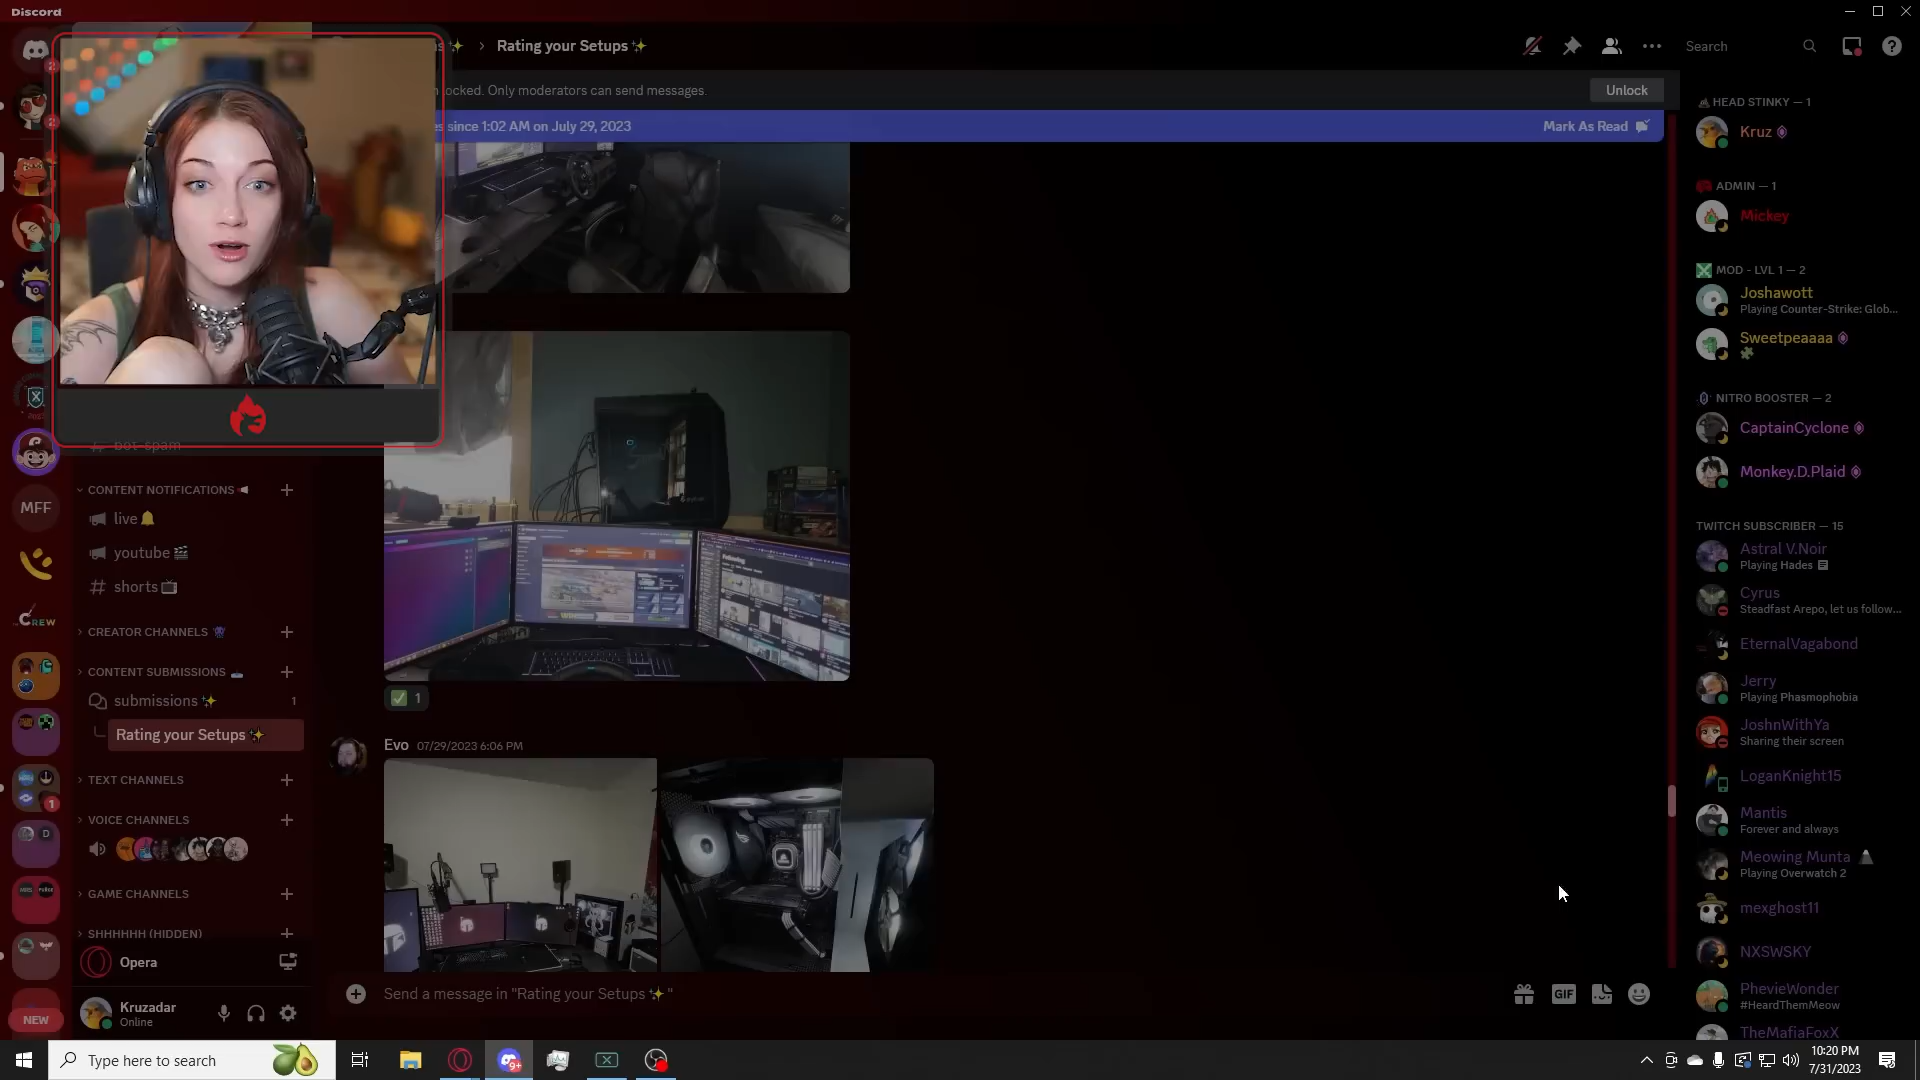 Discord
Rating your Setups
locked. Only moderators can send messages.
Unlock
since 1:02 AM on July 29, 2023
Mark As Read
Search
HEAD STINKY — 1
Kruz
ADMIN — 1
Mickey
MOD - LVL 1 — 2
Joshawott
Playing Counter-Strike: Glob...
Sweetpeaaaa
NITRO BOOSTER — 2
CaptainCyclone
Monkey.D.Plaid
TWITCH SUBSCRIBER — 15
Astral V.Noir
Playing Hades
Cyrus
Steadfast Arepo, let us follow...
EternalVagabond
Jerry
Playing Phasmophobia
JoshnWithYa
Sharing their screen
LoganKnight15
Mantis
Forever and always
Meowing Munta
Playing Overwatch 2
mexghost11
NXSWSKY
PhevieWonder
#HeardThemMeow
TheMafiaFoxX
bot-spam
CONTENT NOTIFICATIONS
live
youtube
shorts
CREATOR CHANNELS
CONTENT SUBMISSIONS
submissions
1
Rating your Setups
TEXT CHANNELS
VOICE CHANNELS
GAME CHANNELS
SHHHHHH (HIDDEN)
Opera
Kruzadar
Online
MFF
CREW
1
NEW
1
Evo 07/29/2023 6:06 PM
Send a message in "Rating your Setups "
GIF
Type here to search
9+
10:20 PM
7/31/2023